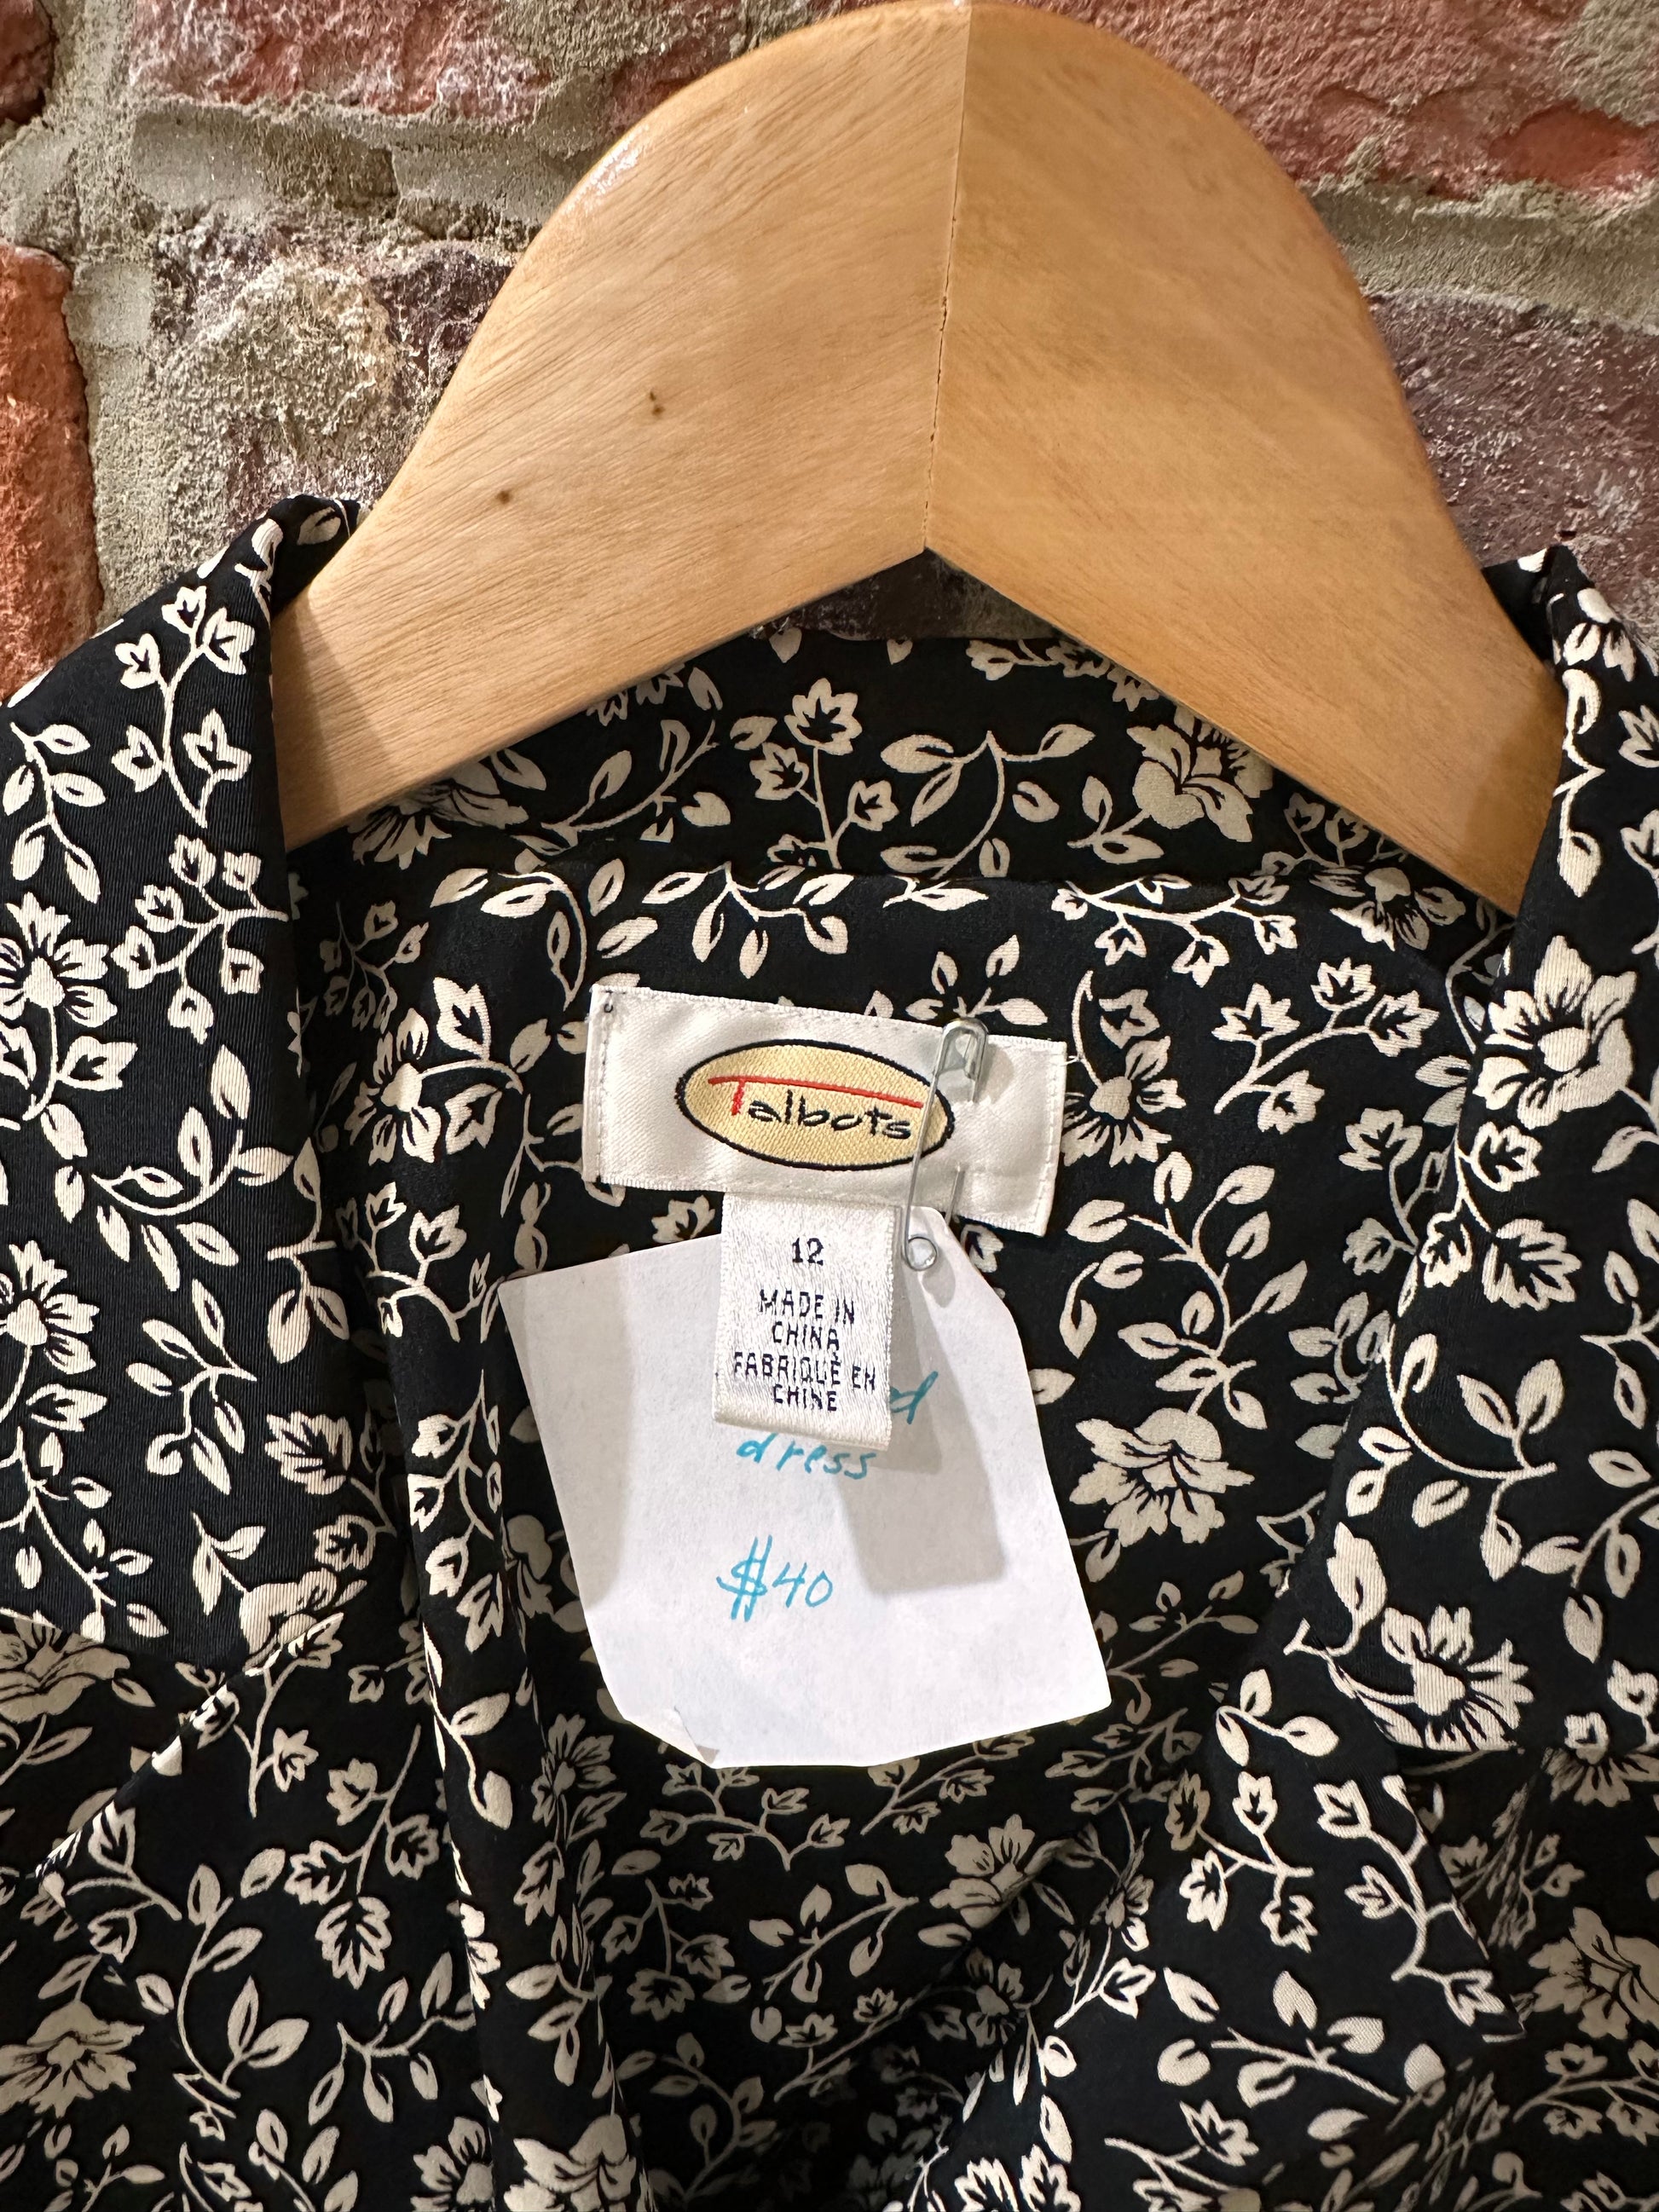 Talbots
12
MADE IN
CHINA
FABRIQUÉ EN
CHINE
dress
$40